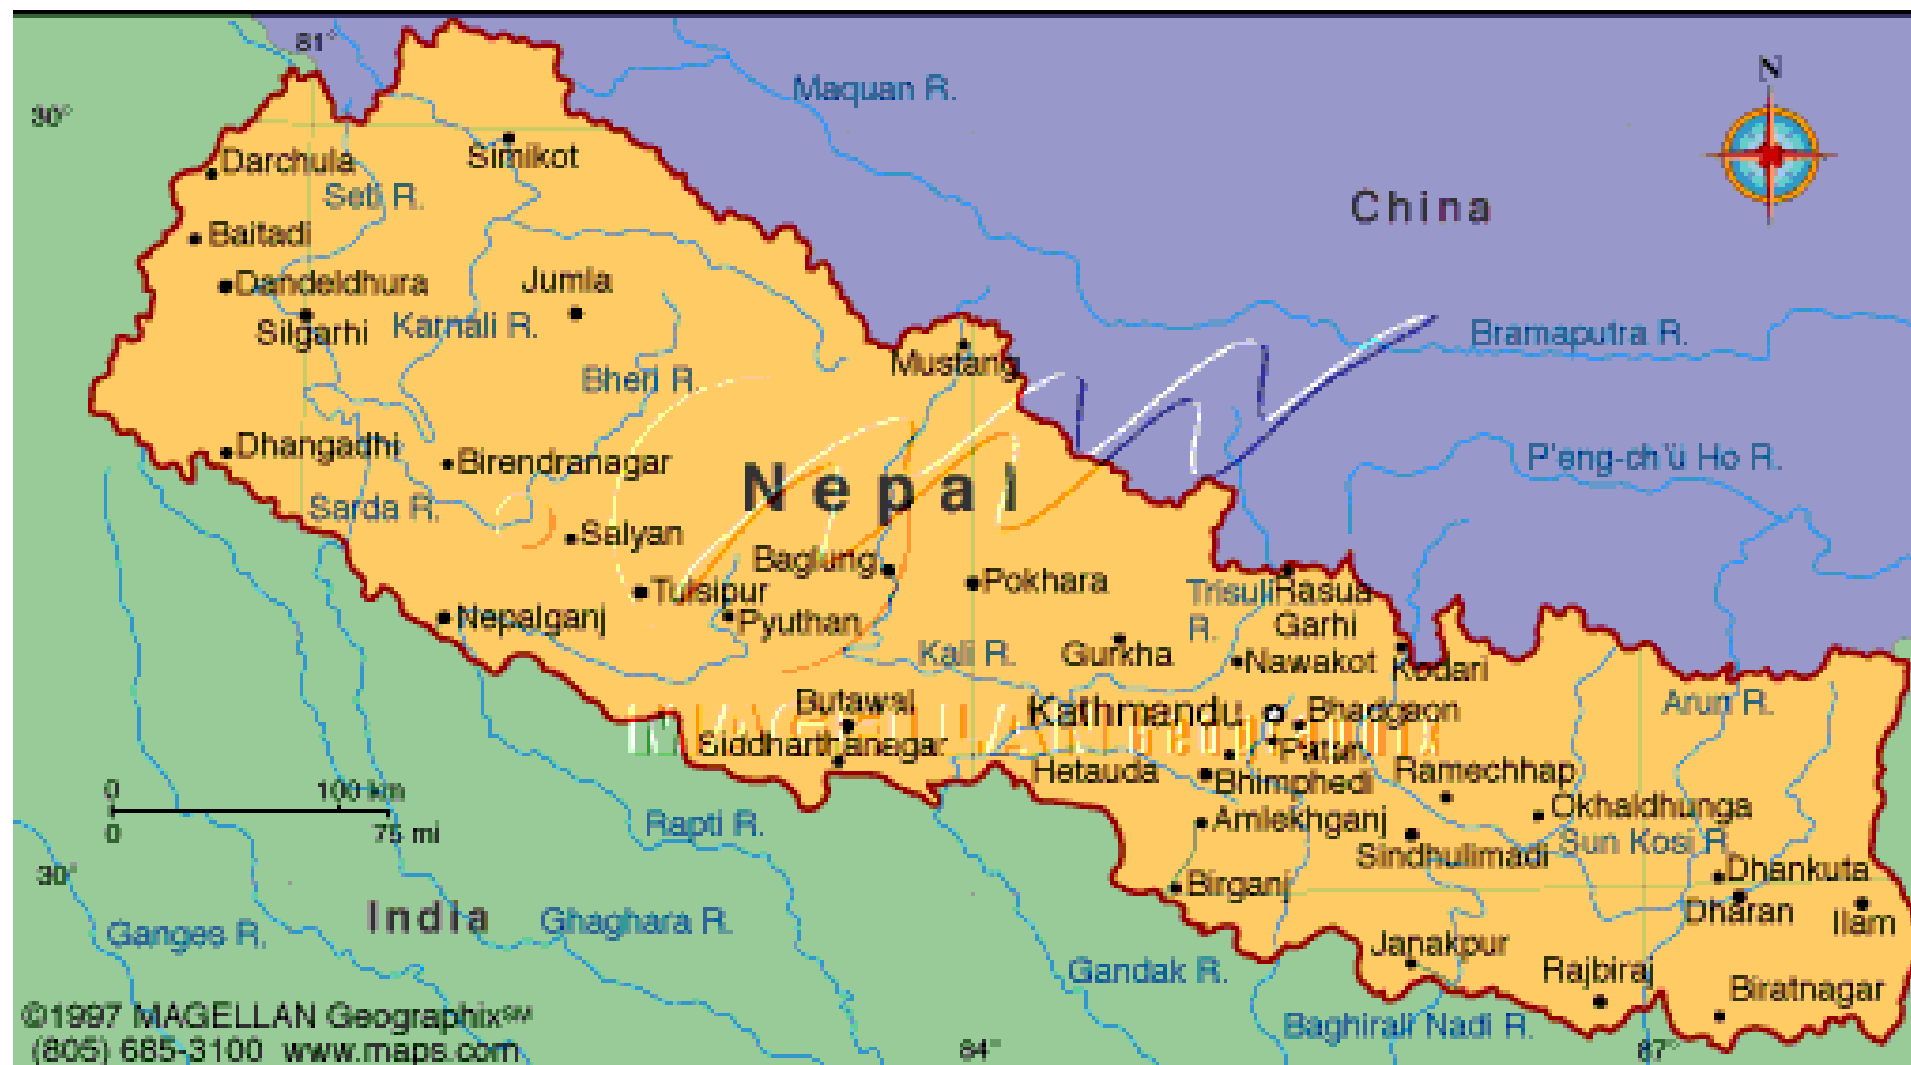 81°
N
Maquan R.
30°
Darchula
Simikot
Seti R.
China
Baitadi
Dandeldhura
Jumla
Silgarhi
Karnali R.
Bramaputra R.
Mustang
Bheri R.
Dhangadhi
Birendranagar
P'eng-ch'ü Ho R.
Nepal
Sarda R.
Salyan
Baglung
Pokhara
Tulsipur
Trisuli
R.
Rasua
Garhi
Nepalganj
Pyuthan
Kali R.
Gurkha
Nawakot
Kodari
Butawal
Arun R.
Kathmandu
Bhadgaon
MAGELLAN Geographix
Siddharthanagar
Patan
Hetauda
Bhimphedi
Ramechhap
0 100 km
0 75 mi
Okhaldhunga
Rapti R.
Amlekhganj
Sindhulimadi
Sun Kosi R.
30°
Birganj
Dhankuta
Dharan
Ilam
India
Ghaghara R.
Ganges R.
Janakpur
Gandak R.
Rajbiraj
Biratnagar
©1997 MAGELLAN Geographix℠
Baghirali Nadi R.
(805) 685-3100 www.maps.com
84°
87°